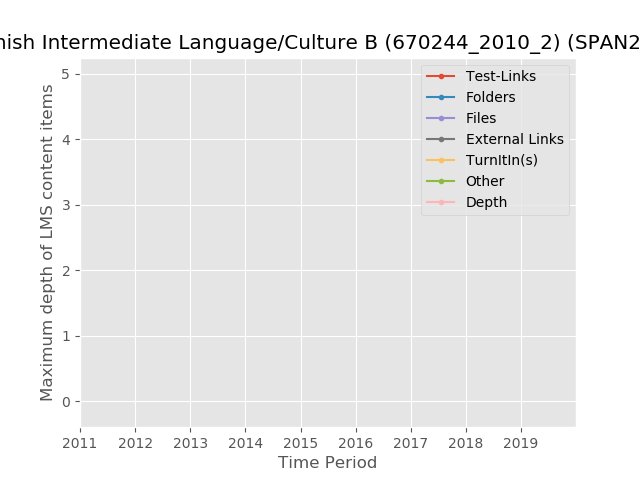 nish Intermediate Language/Culture B (670244_2010_2) (SPAN2
Maximum depth of LMS content items
5
4
3
2
1
0
Test-Links
Folders
Files
External Links
TurnItIn(s)
Other
Depth
2011 2012 2013 2014 2015 2016 2017 2018 2019
Time Period